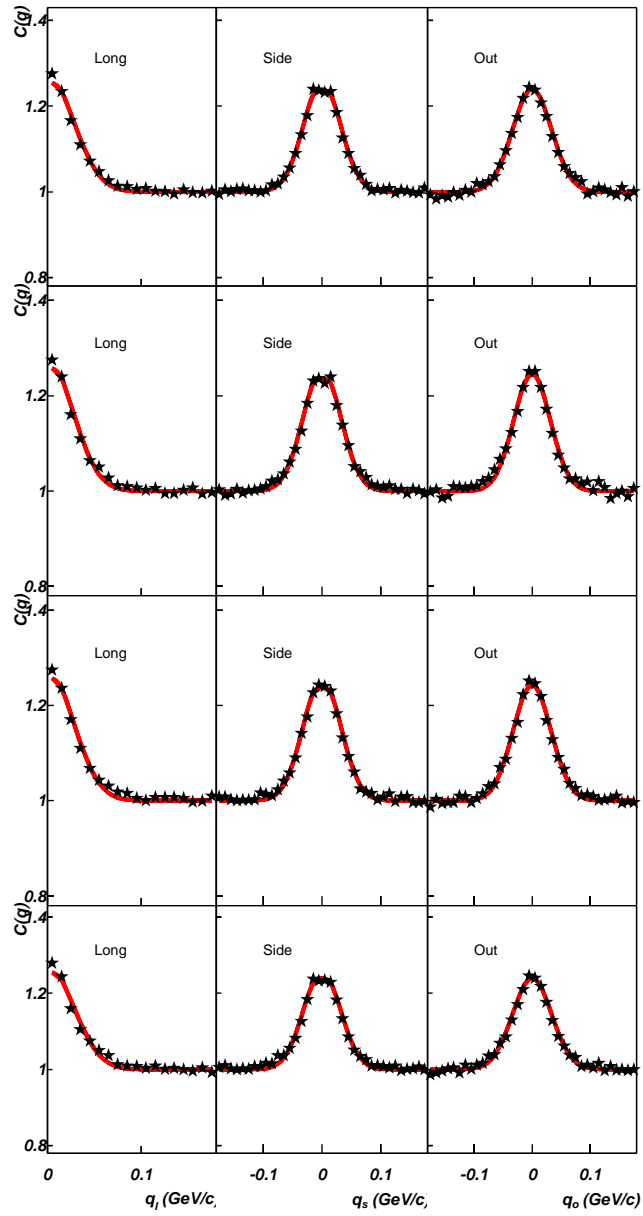 C(g)
1.4
Long Side Out
1.2
1
0.8
C(g)
1.4
Long Side Out
1.2
1
0.8
C(g)
1.4
Long Side Out
1.2
1
0.8
C(g)
1.4
Long Side Out
1.2
1
0.8
0 0.1 -0.1 0 0.1 -0.1 0 0.1
q_l (GeV/c) q_s (GeV/c) q_o (GeV/c)